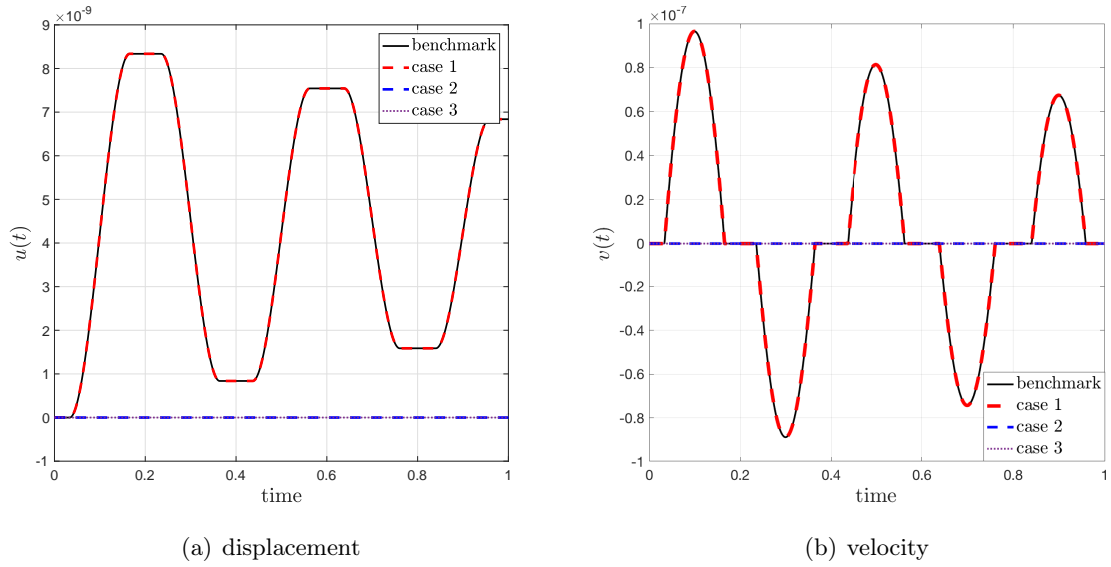 ×10⁻⁹
9
8
7
6
5
4
3
2
1
0
-1
0
0.2
0.4
0.6
0.8
1
u(t)
time
benchmark
case 1
case 2
case 3
(a) displacement
×10⁻⁷
1
0.8
0.6
0.4
0.2
0
-0.2
-0.4
-0.6
-0.8
-1
0
0.2
0.4
0.6
0.8
1
v(t)
time
benchmark
case 1
case 2
case 3
(b) velocity